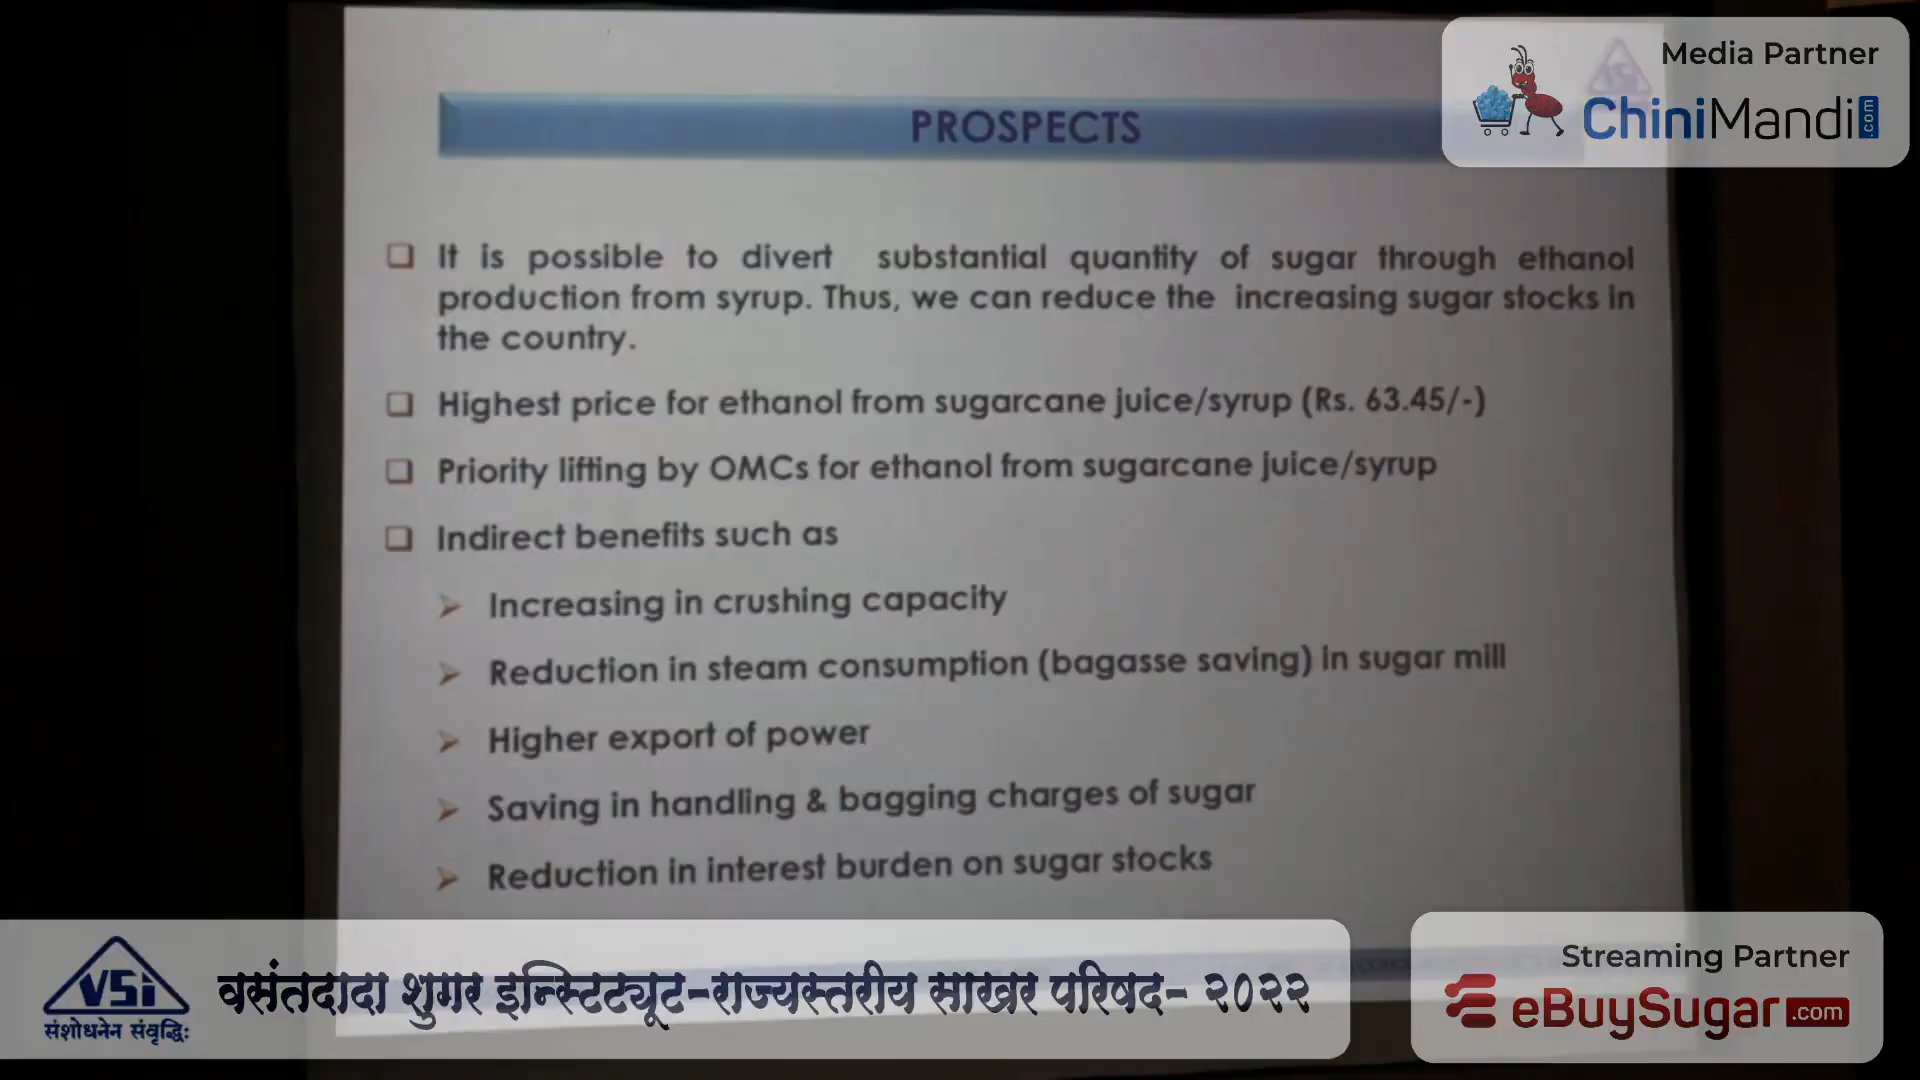 Media Partner
ChiniMandi.com
PROSPECTS
It is possible to divert substantial quantity of sugar through ethanol
production from syrup. Thus, we can reduce the increasing sugar stocks in
the country.
Highest price for ethanol from sugarcane juice/syrup (Rs. 63.45/-)
Priority lifting by OMCs for ethanol from sugarcane juice/syrup
Indirect benefits such as
Increasing in crushing capacity
Reduction in steam consumption (bagasse saving) in sugar mill
Higher export of power
Saving in handling & bagging charges of sugar
Reduction in interest burden on sugar stocks
VSi
संशोधनेन संवृद्धिः
वसंतदादा शुगर इन्स्टिट्यूट-राज्यस्तरीय साखर परिषद- २०२२
Streaming Partner
eBuySugar.com